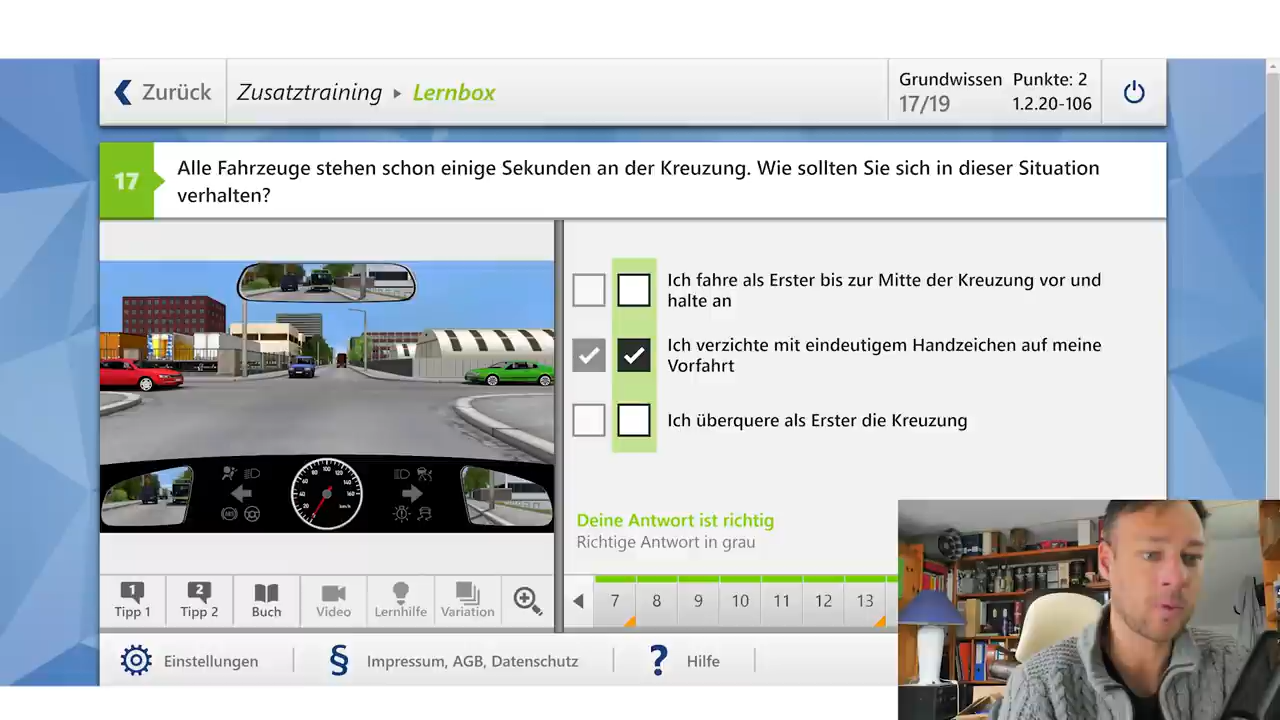 Zurück
Zusatztraining ▸ Lernbox
Grundwissen Punkte: 2
17/19 1.2.20-106
17
Alle Fahrzeuge stehen schon einige Sekunden an der Kreuzung. Wie sollten Sie sich in dieser Situation
verhalten?
Ich fahre als Erster bis zur Mitte der Kreuzung vor und
halte an
Ich verzichte mit eindeutigem Handzeichen auf meine
Vorfahrt
Ich überquere als Erster die Kreuzung
Deine Antwort ist richtig
Richtige Antwort in grau
1 2
Tipp 1 Tipp 2 Buch Video Lernhilfe Variation
7 8 9 10 11 12 13
Einstellungen § Impressum, AGB, Datenschutz ? Hilfe